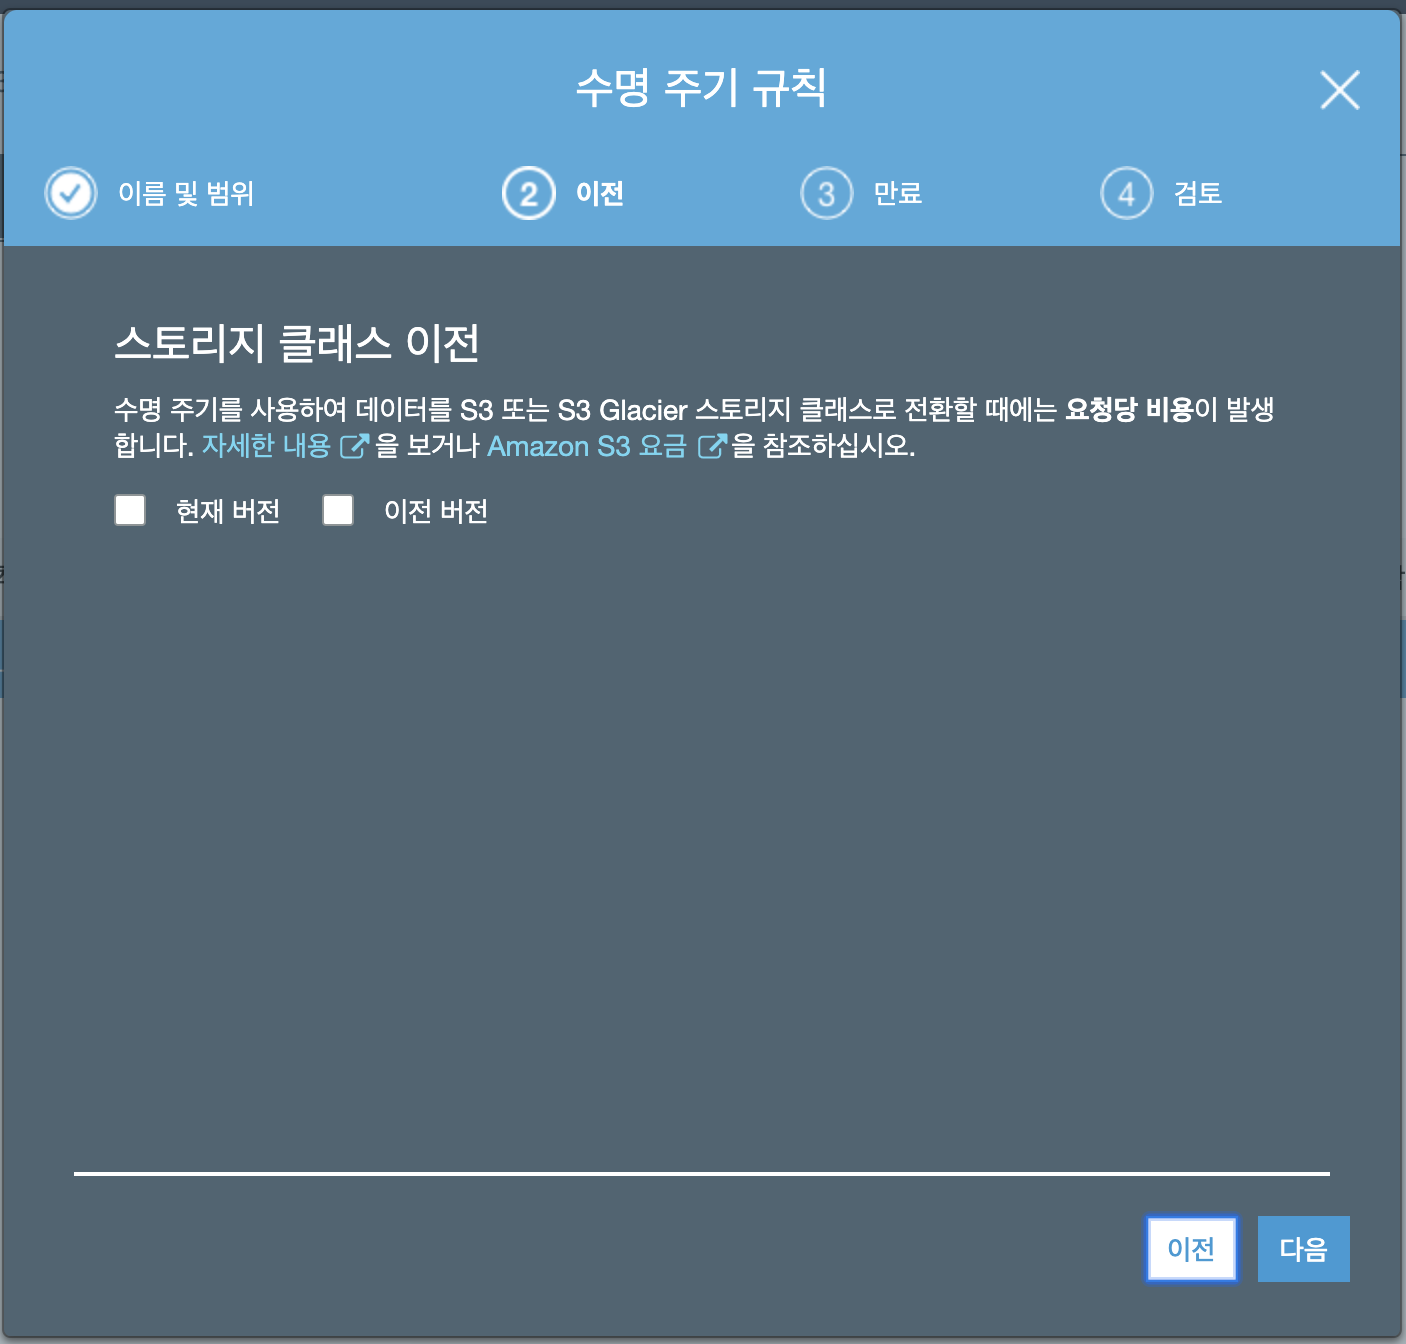 수명 주기 규칙
이름 및 범위
2 이전
3 만료
4 검토
스토리지 클래스 이전
수명 주기를 사용하여 데이터를 S3 또는 S3 Glacier 스토리지 클래스로 전환할 때에는 요청당 비용이 발생
합니다. 자세한 내용 을 보거나 Amazon S3 요금 을 참조하십시오.
현재 버전 이전 버전
이전 다음